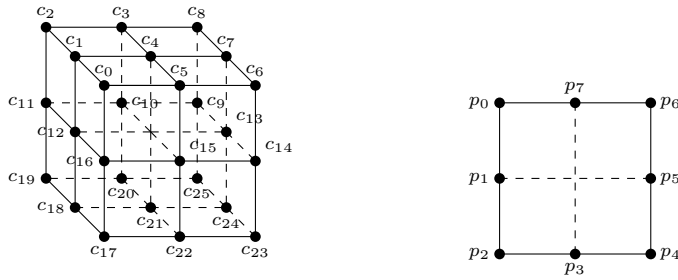 c₂ c₃ c₈
c₁ c₄ c₇
c₀ c₅ c₆
c₁₁ c₁₀ c₉
c₁₂ c₁₃
c₁₆ c₁₅ c₁₄
c₁₉ c₂₀ c₂₅
c₁₈ c₂₁ c₂₄
c₁₇ c₂₂ c₂₃
p₀ p₇ p₆
p₁ p₅
p₂ p₃ p₄